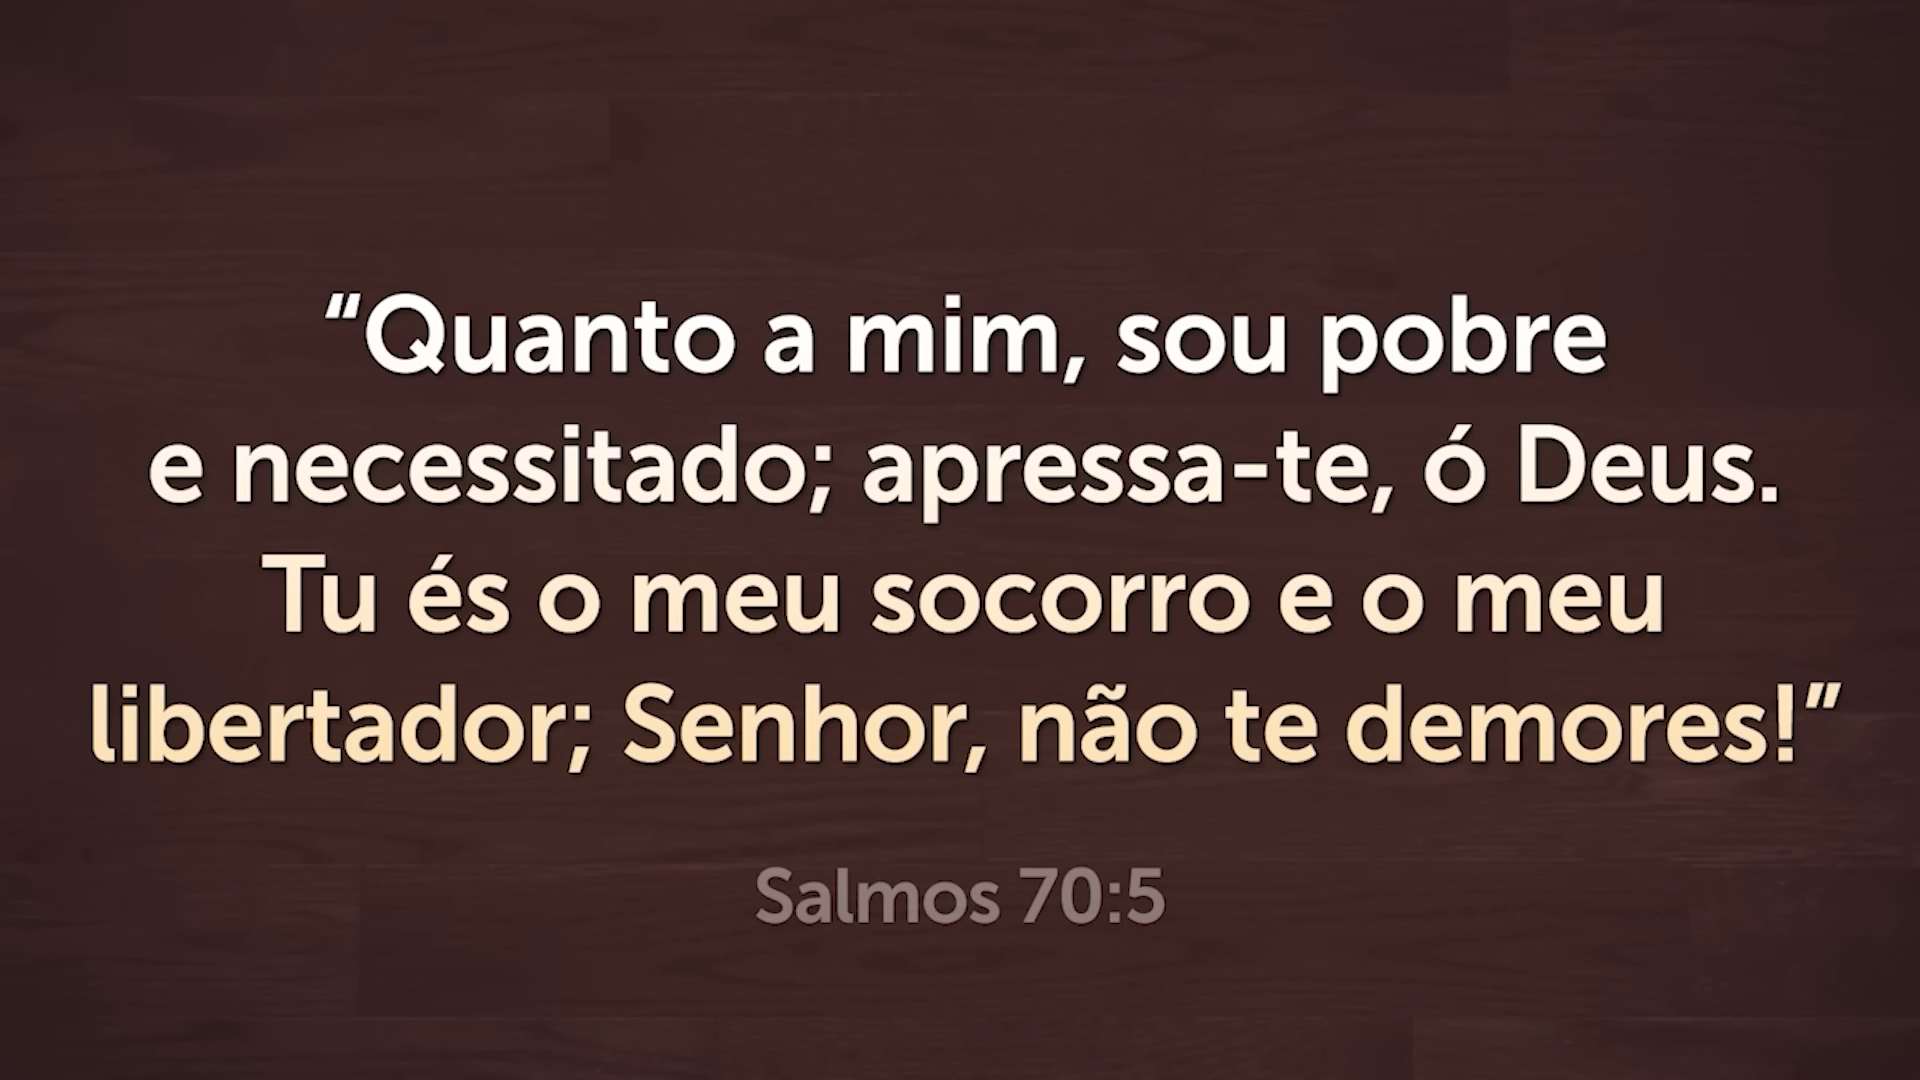 “Quanto a mim, sou pobre
e necessitado; apressa-te, ó Deus.
Tu és o meu socorro e o meu
libertador; Senhor, não te demores!”
Salmos 70:5